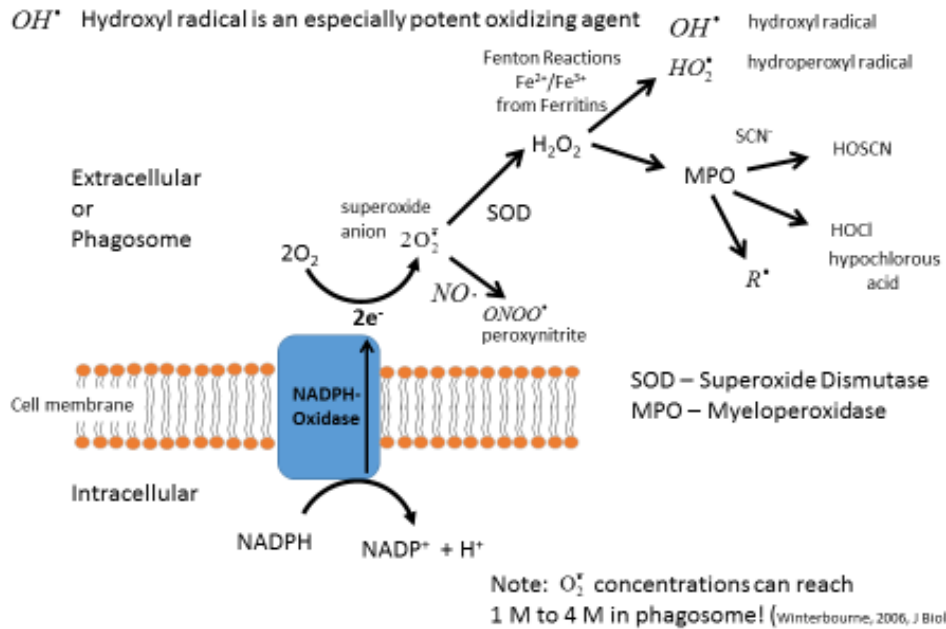 OH• Hydroxyl radical is an especially potent oxidizing agent
OH• hydroxyl radical
HO₂• hydroperoxyl radical
Fenton Reactions
Fe²⁺/Fe³⁺
from Ferritins
H₂O₂
SCN⁻
HOSCN
MPO
HOCl
hypochlorous
acid
R•
Extracellular
or
Phagosome
superoxide
anion
2O₂
2O₂
SOD
NO·
ONOO•
peroxynitrite
2e⁻
NADPH-
Oxidase
Cell membrane
SOD – Superoxide Dismutase
MPO – Myeloperoxidase
Intracellular
NADPH
NADP⁺ + H⁺
Note: O₂ concentrations can reach
1 M to 4 M in phagosome! (Winterbourne, 2006, J Biol